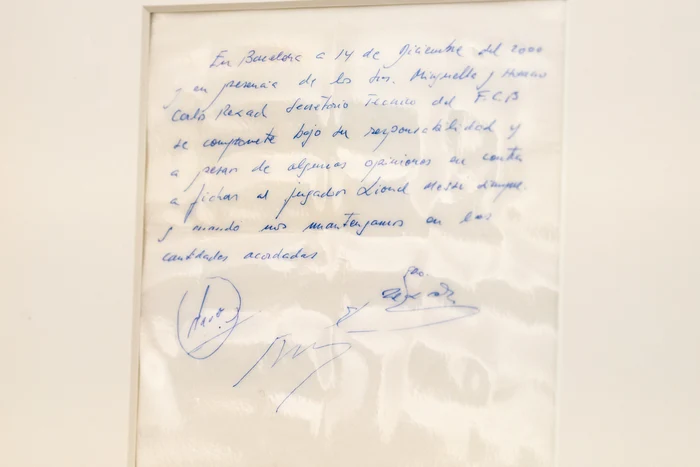 En Barcelona a 14 de Diciembre del 2000
y en presencia de los Srs. Minguella y Horacio
Carlos Rexach Secretario Tecnico del F.C.B
se compromete bajo su responsabilidad y
a pesar de algunas opiniones en contra
a fichar al jugador Lionel Messi siempre
y cuando nos mantengamos en las
cantidades acordadas